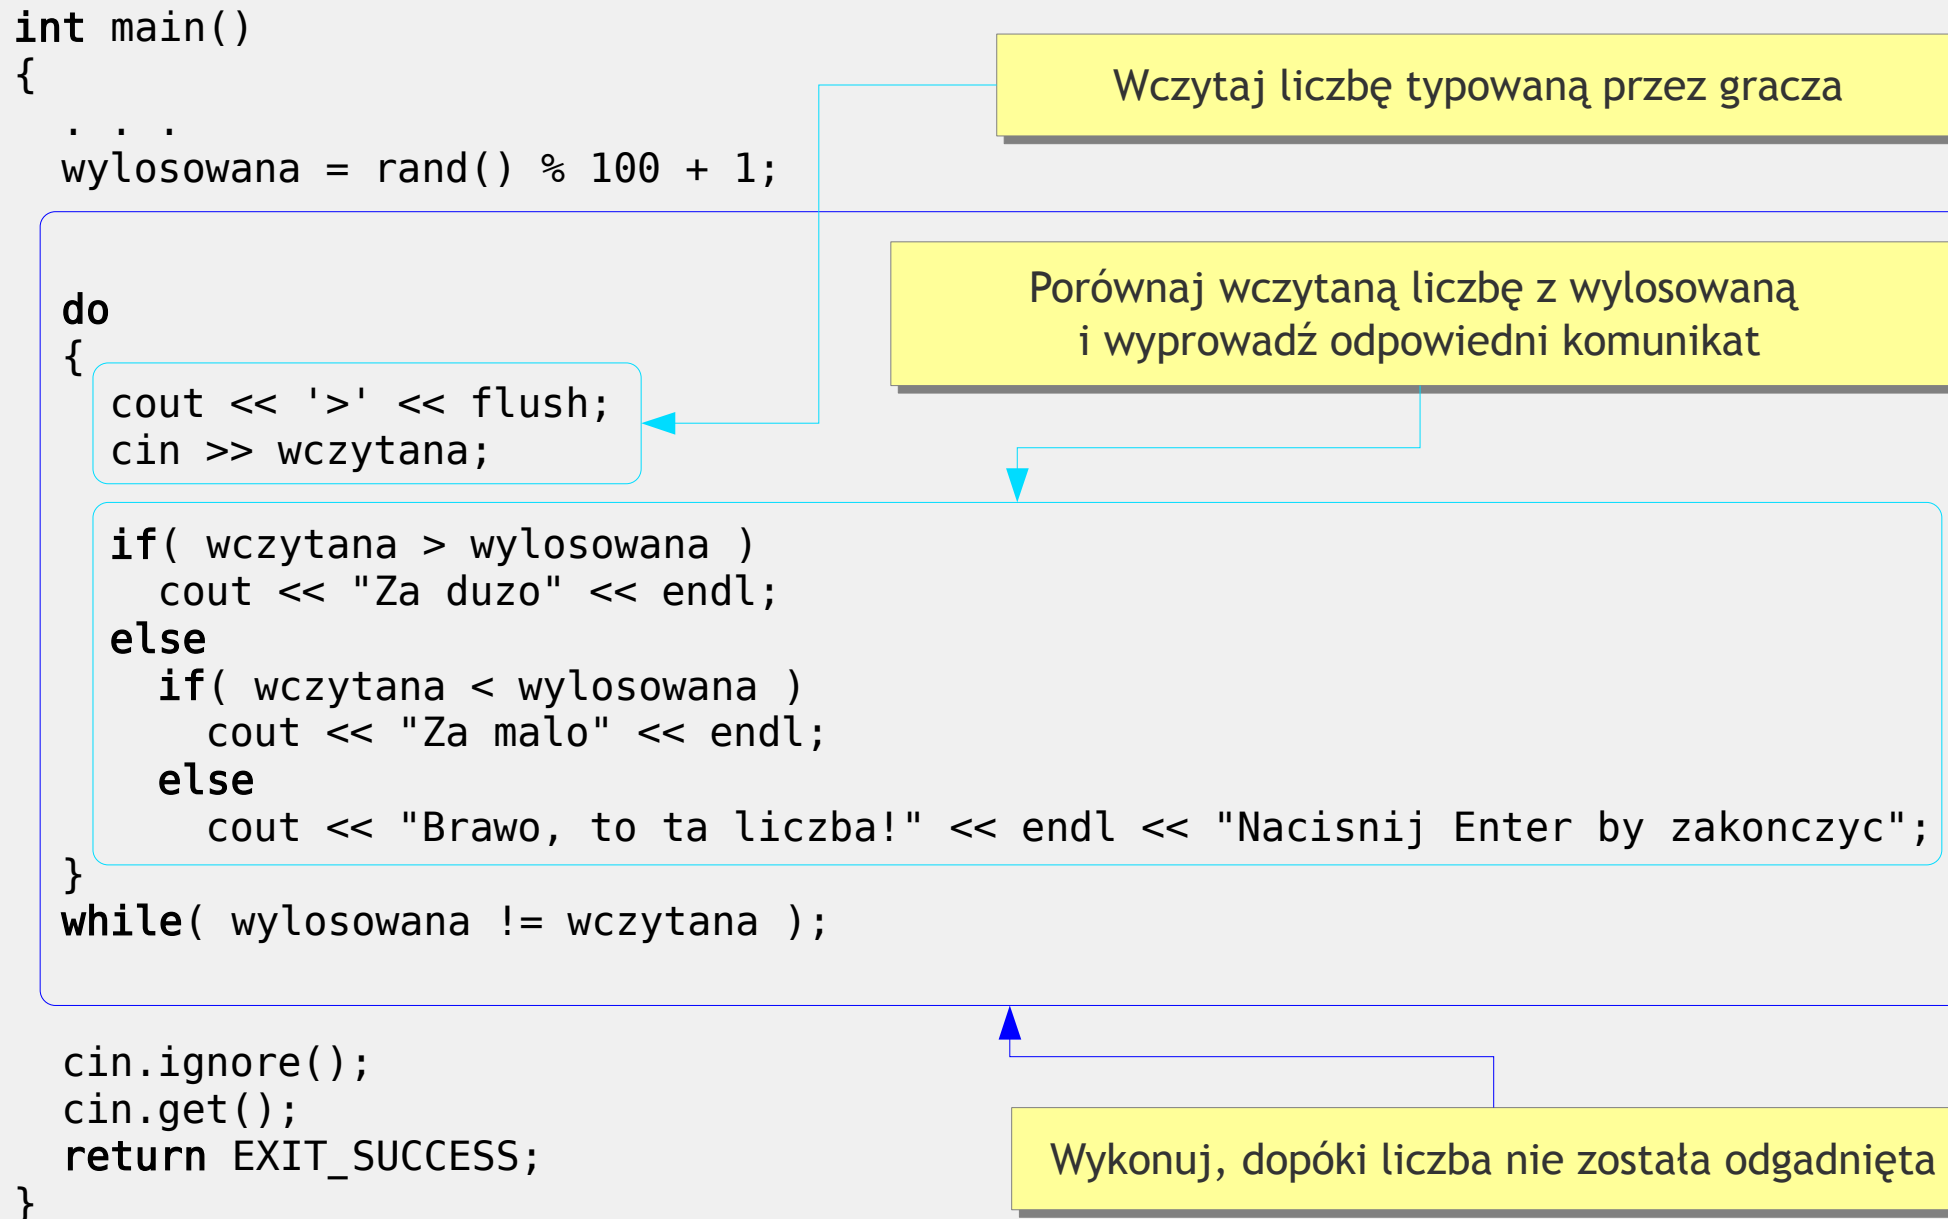 int main()
{
Wczytaj liczbę typowaną przez gracza
. . .
wylosowana = rand() % 100 + 1;
Porównaj wczytaną liczbę z wylosowaną
i wyprowadź odpowiedni komunikat
do
{
cout << '>' << flush;
cin >> wczytana;
if( wczytana > wylosowana )
cout << "Za duzo" << endl;
else
if( wczytana < wylosowana )
cout << "Za malo" << endl;
else
cout << "Brawo, to ta liczba!" << endl << "Nacisnij Enter by zakonczyc";
}
while( wylosowana != wczytana );
cin.ignore();
cin.get();
return EXIT_SUCCESS;
Wykonuj, dopóki liczba nie została odgadnięta
}